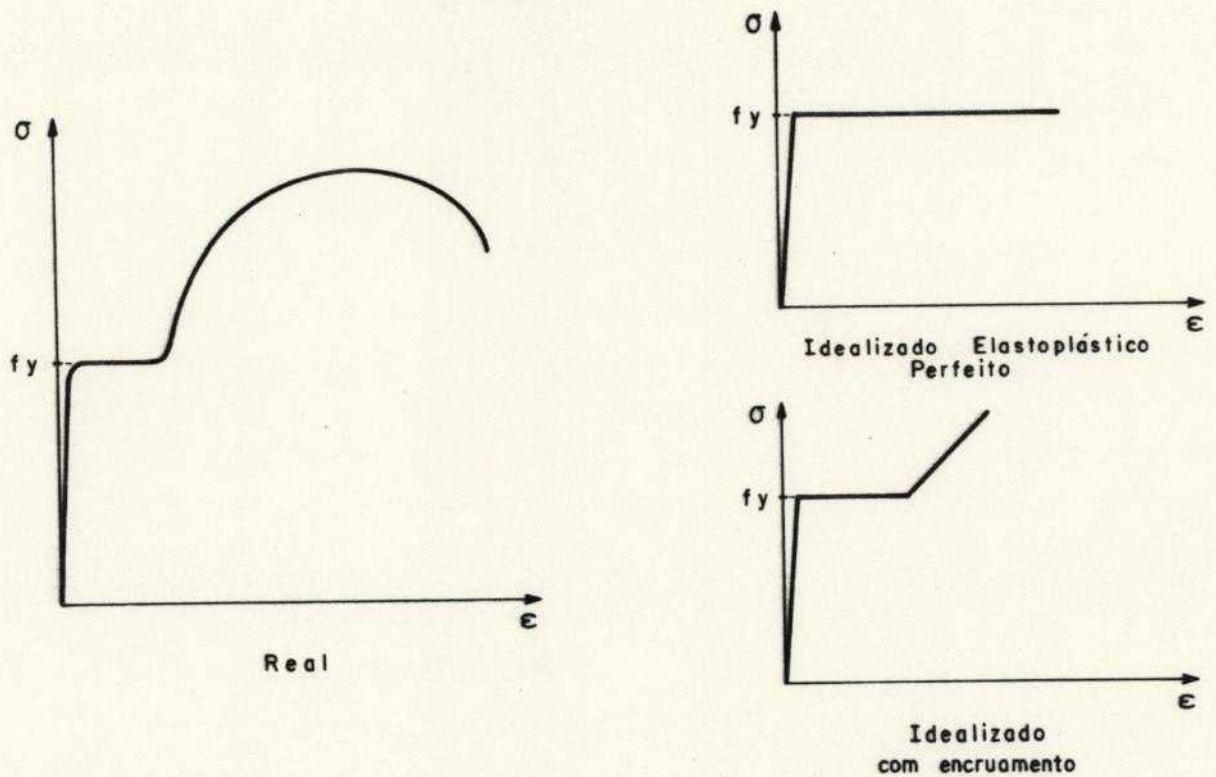 σ
fy
ε
Real
σ
fy
ε
Idealizado Elastoplástico
Perfeito
σ
fy
ε
Idealizado
com encruamento